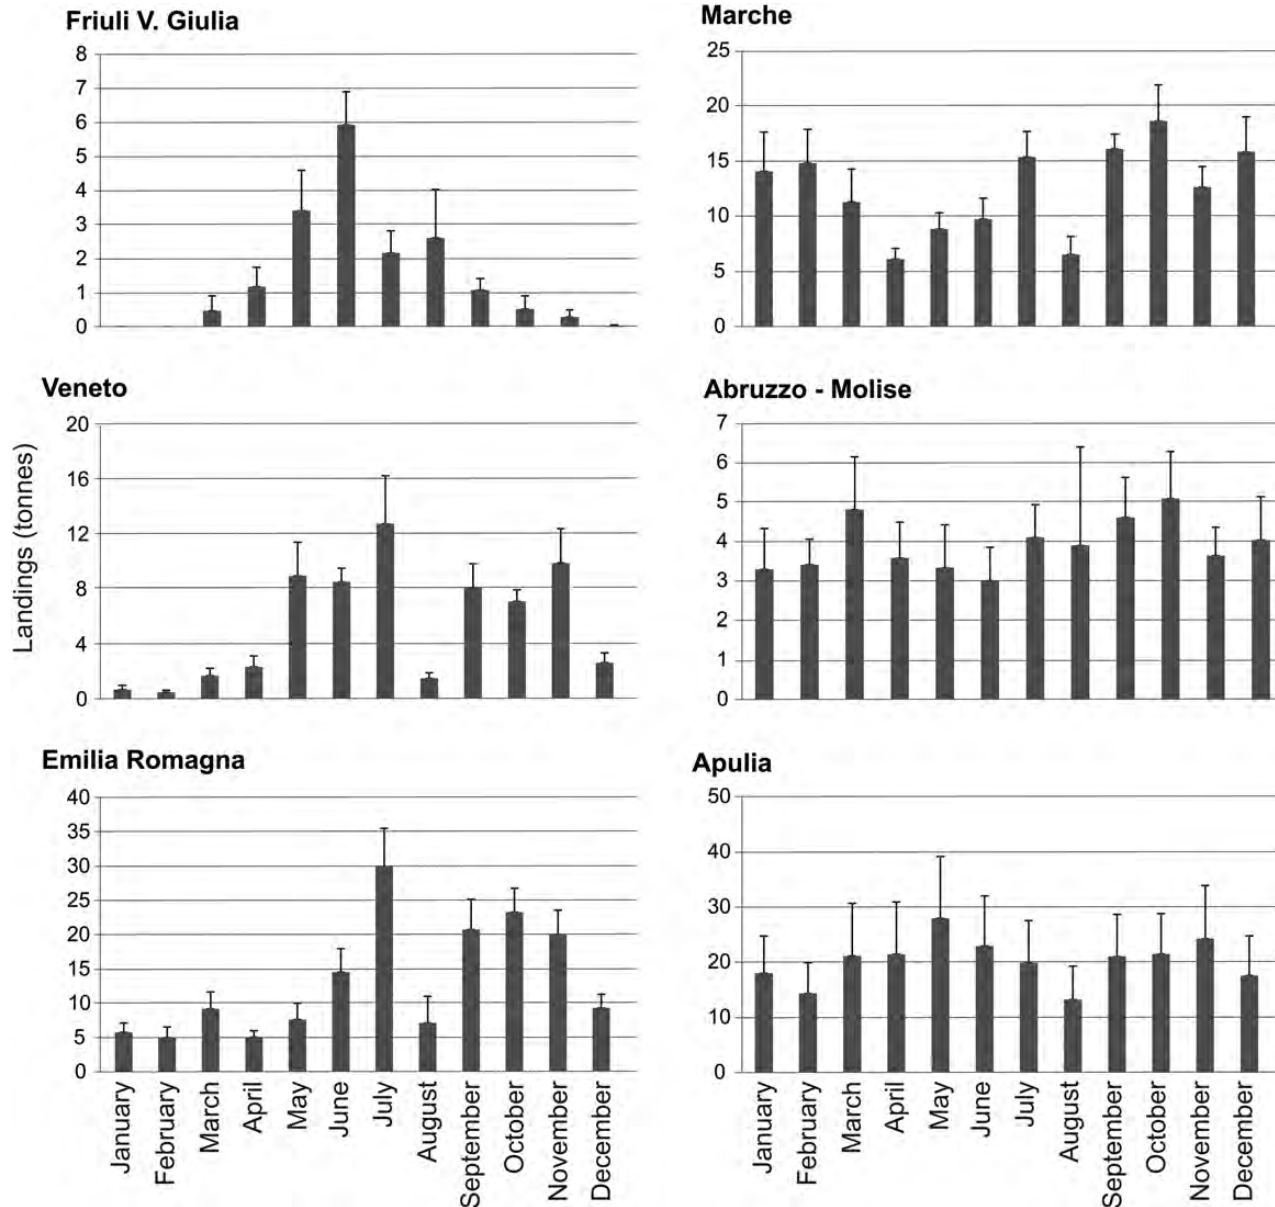 Friuli V. Giulia
8
7
6
5
4
3
2
1
0
Marche
25
20
15
10
5
0
Landings (tonnes)
Veneto
20
16
12
8
4
0
Abruzzo - Molise
7
6
5
4
3
2
1
0
Emilia Romagna
40
35
30
25
20
15
10
5
0
January
February
March
April
May
June
July
August
September
October
November
December
Apulia
50
40
30
20
10
0
January
February
March
April
May
June
July
August
September
October
November
December